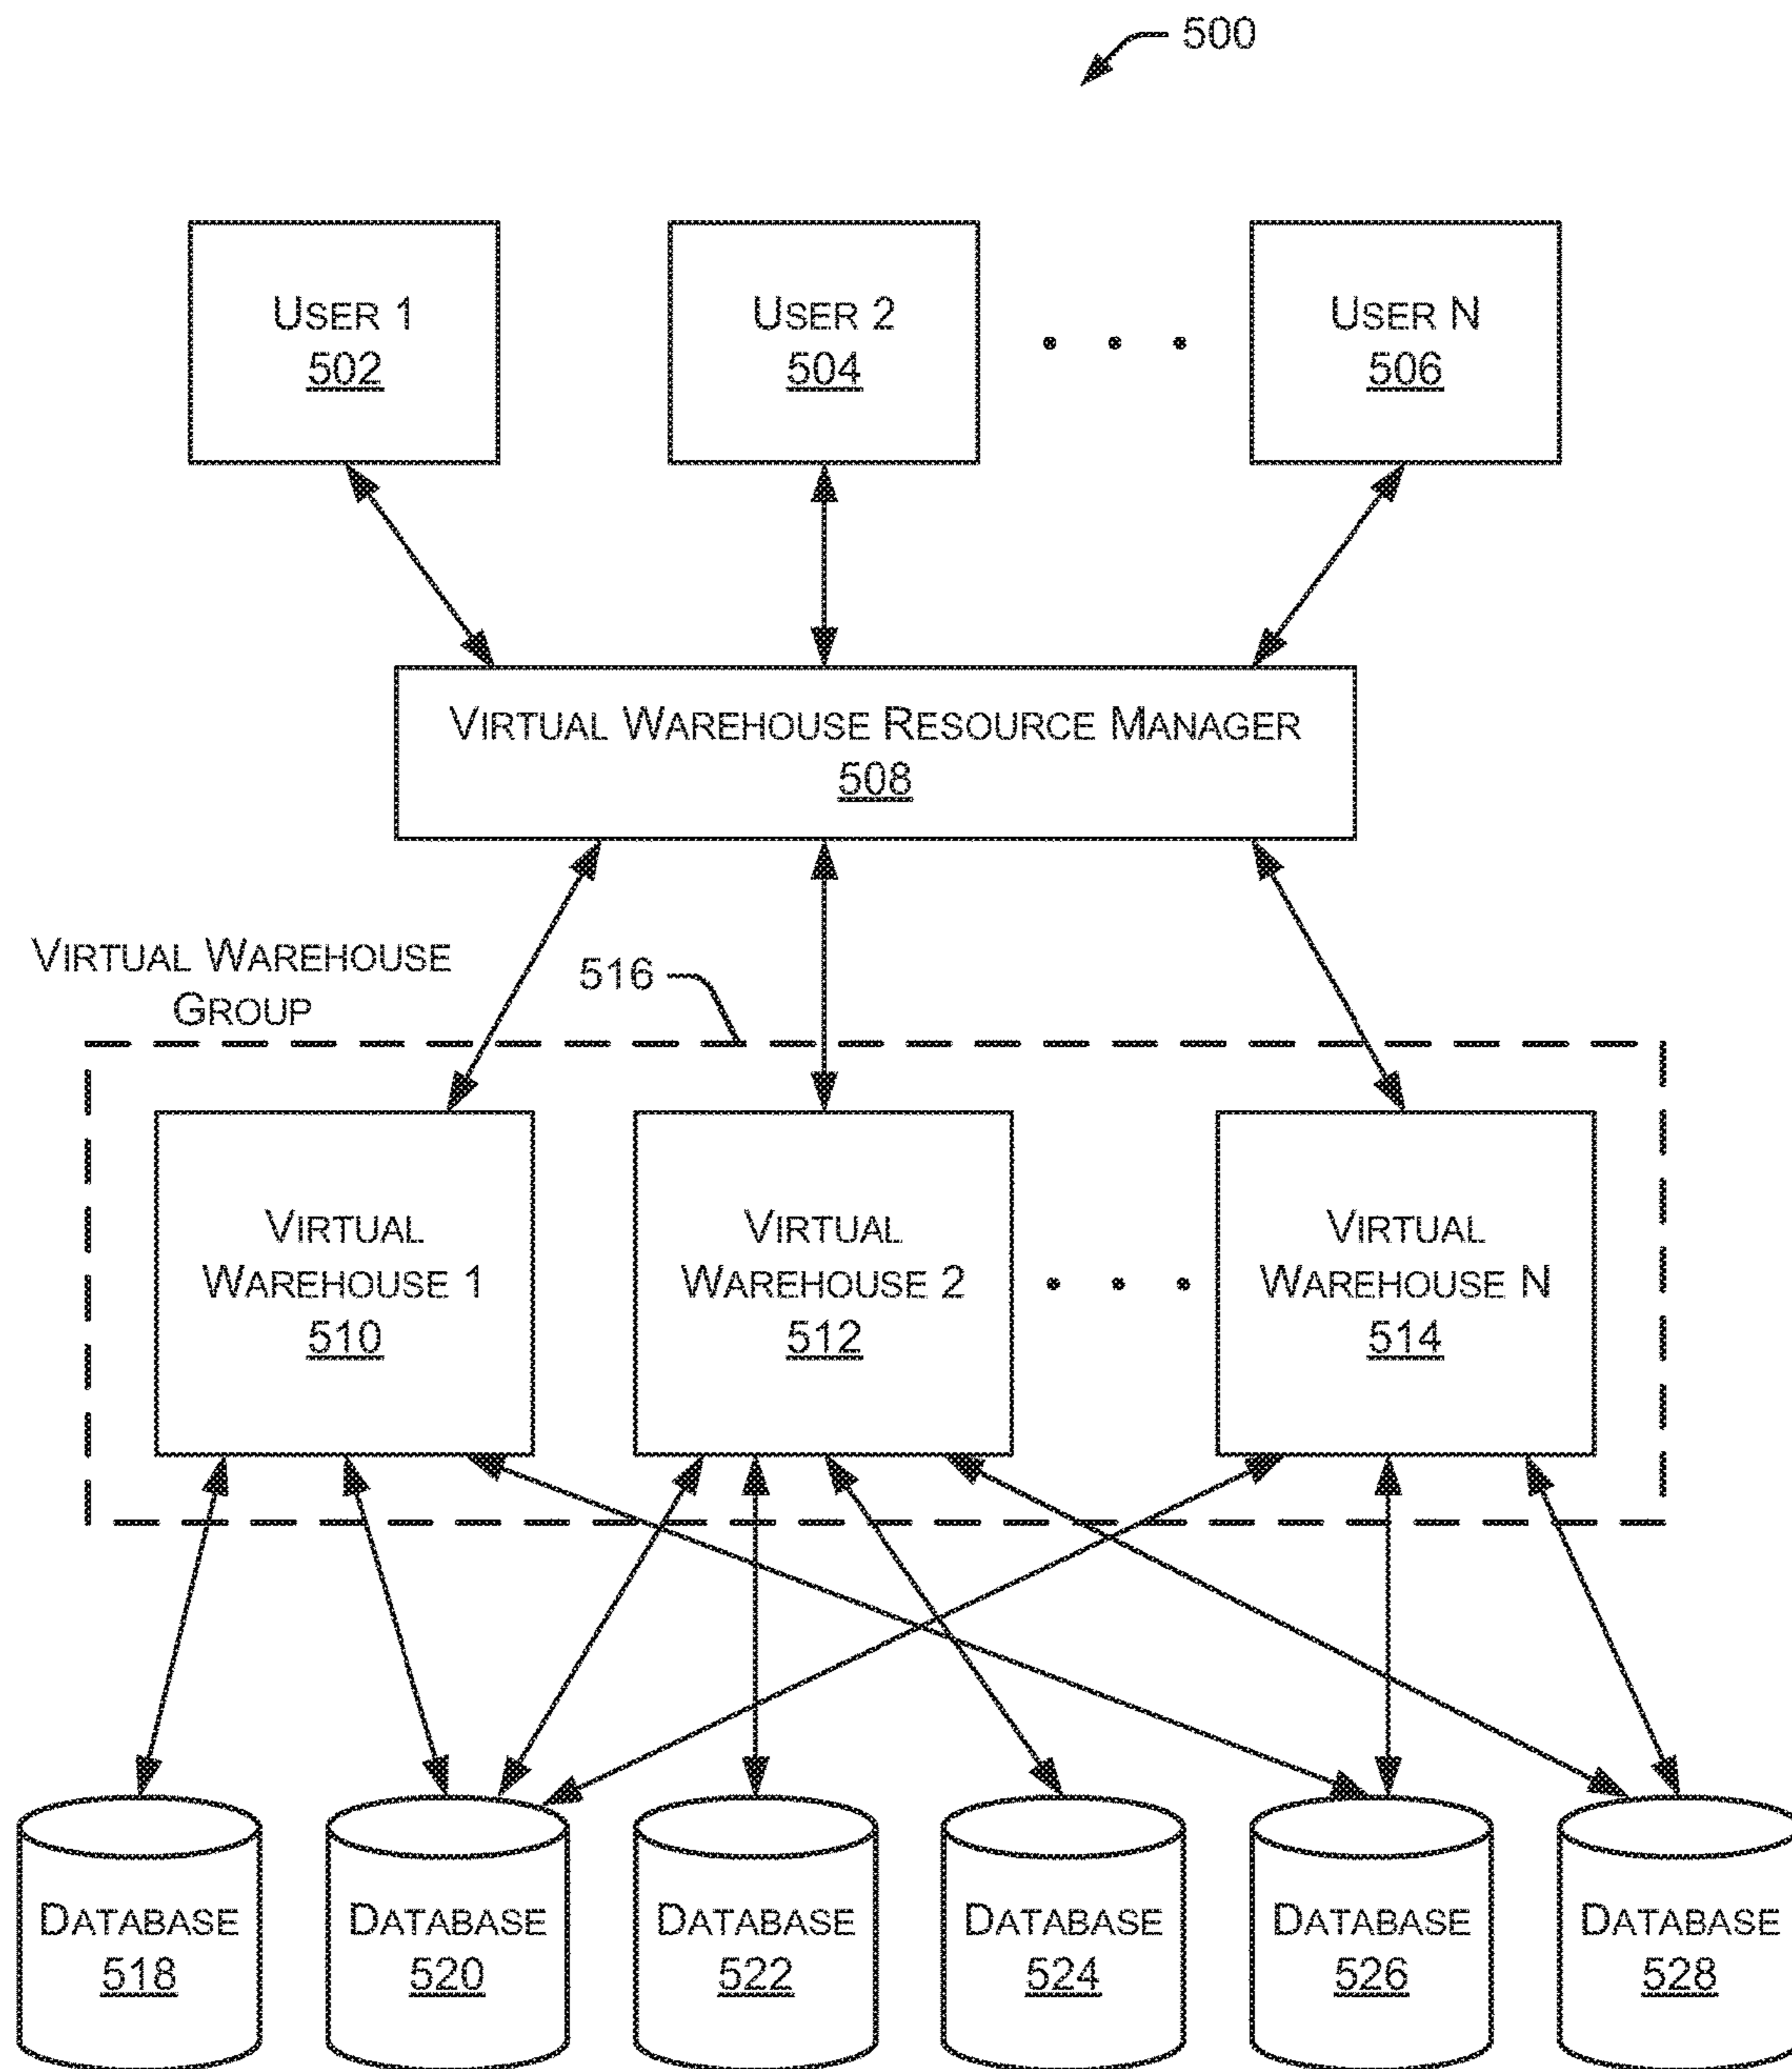 500
USER 1
502
USER 2
504
USER N
506
VIRTUAL WAREHOUSE RESOURCE MANAGER
508
VIRTUAL WAREHOUSE
GROUP
516
VIRTUAL
WAREHOUSE 1
510
VIRTUAL
WAREHOUSE 2
512
VIRTUAL
WAREHOUSE N
514
DATABASE
518
DATABASE
520
DATABASE
522
DATABASE
524
DATABASE
526
DATABASE
528